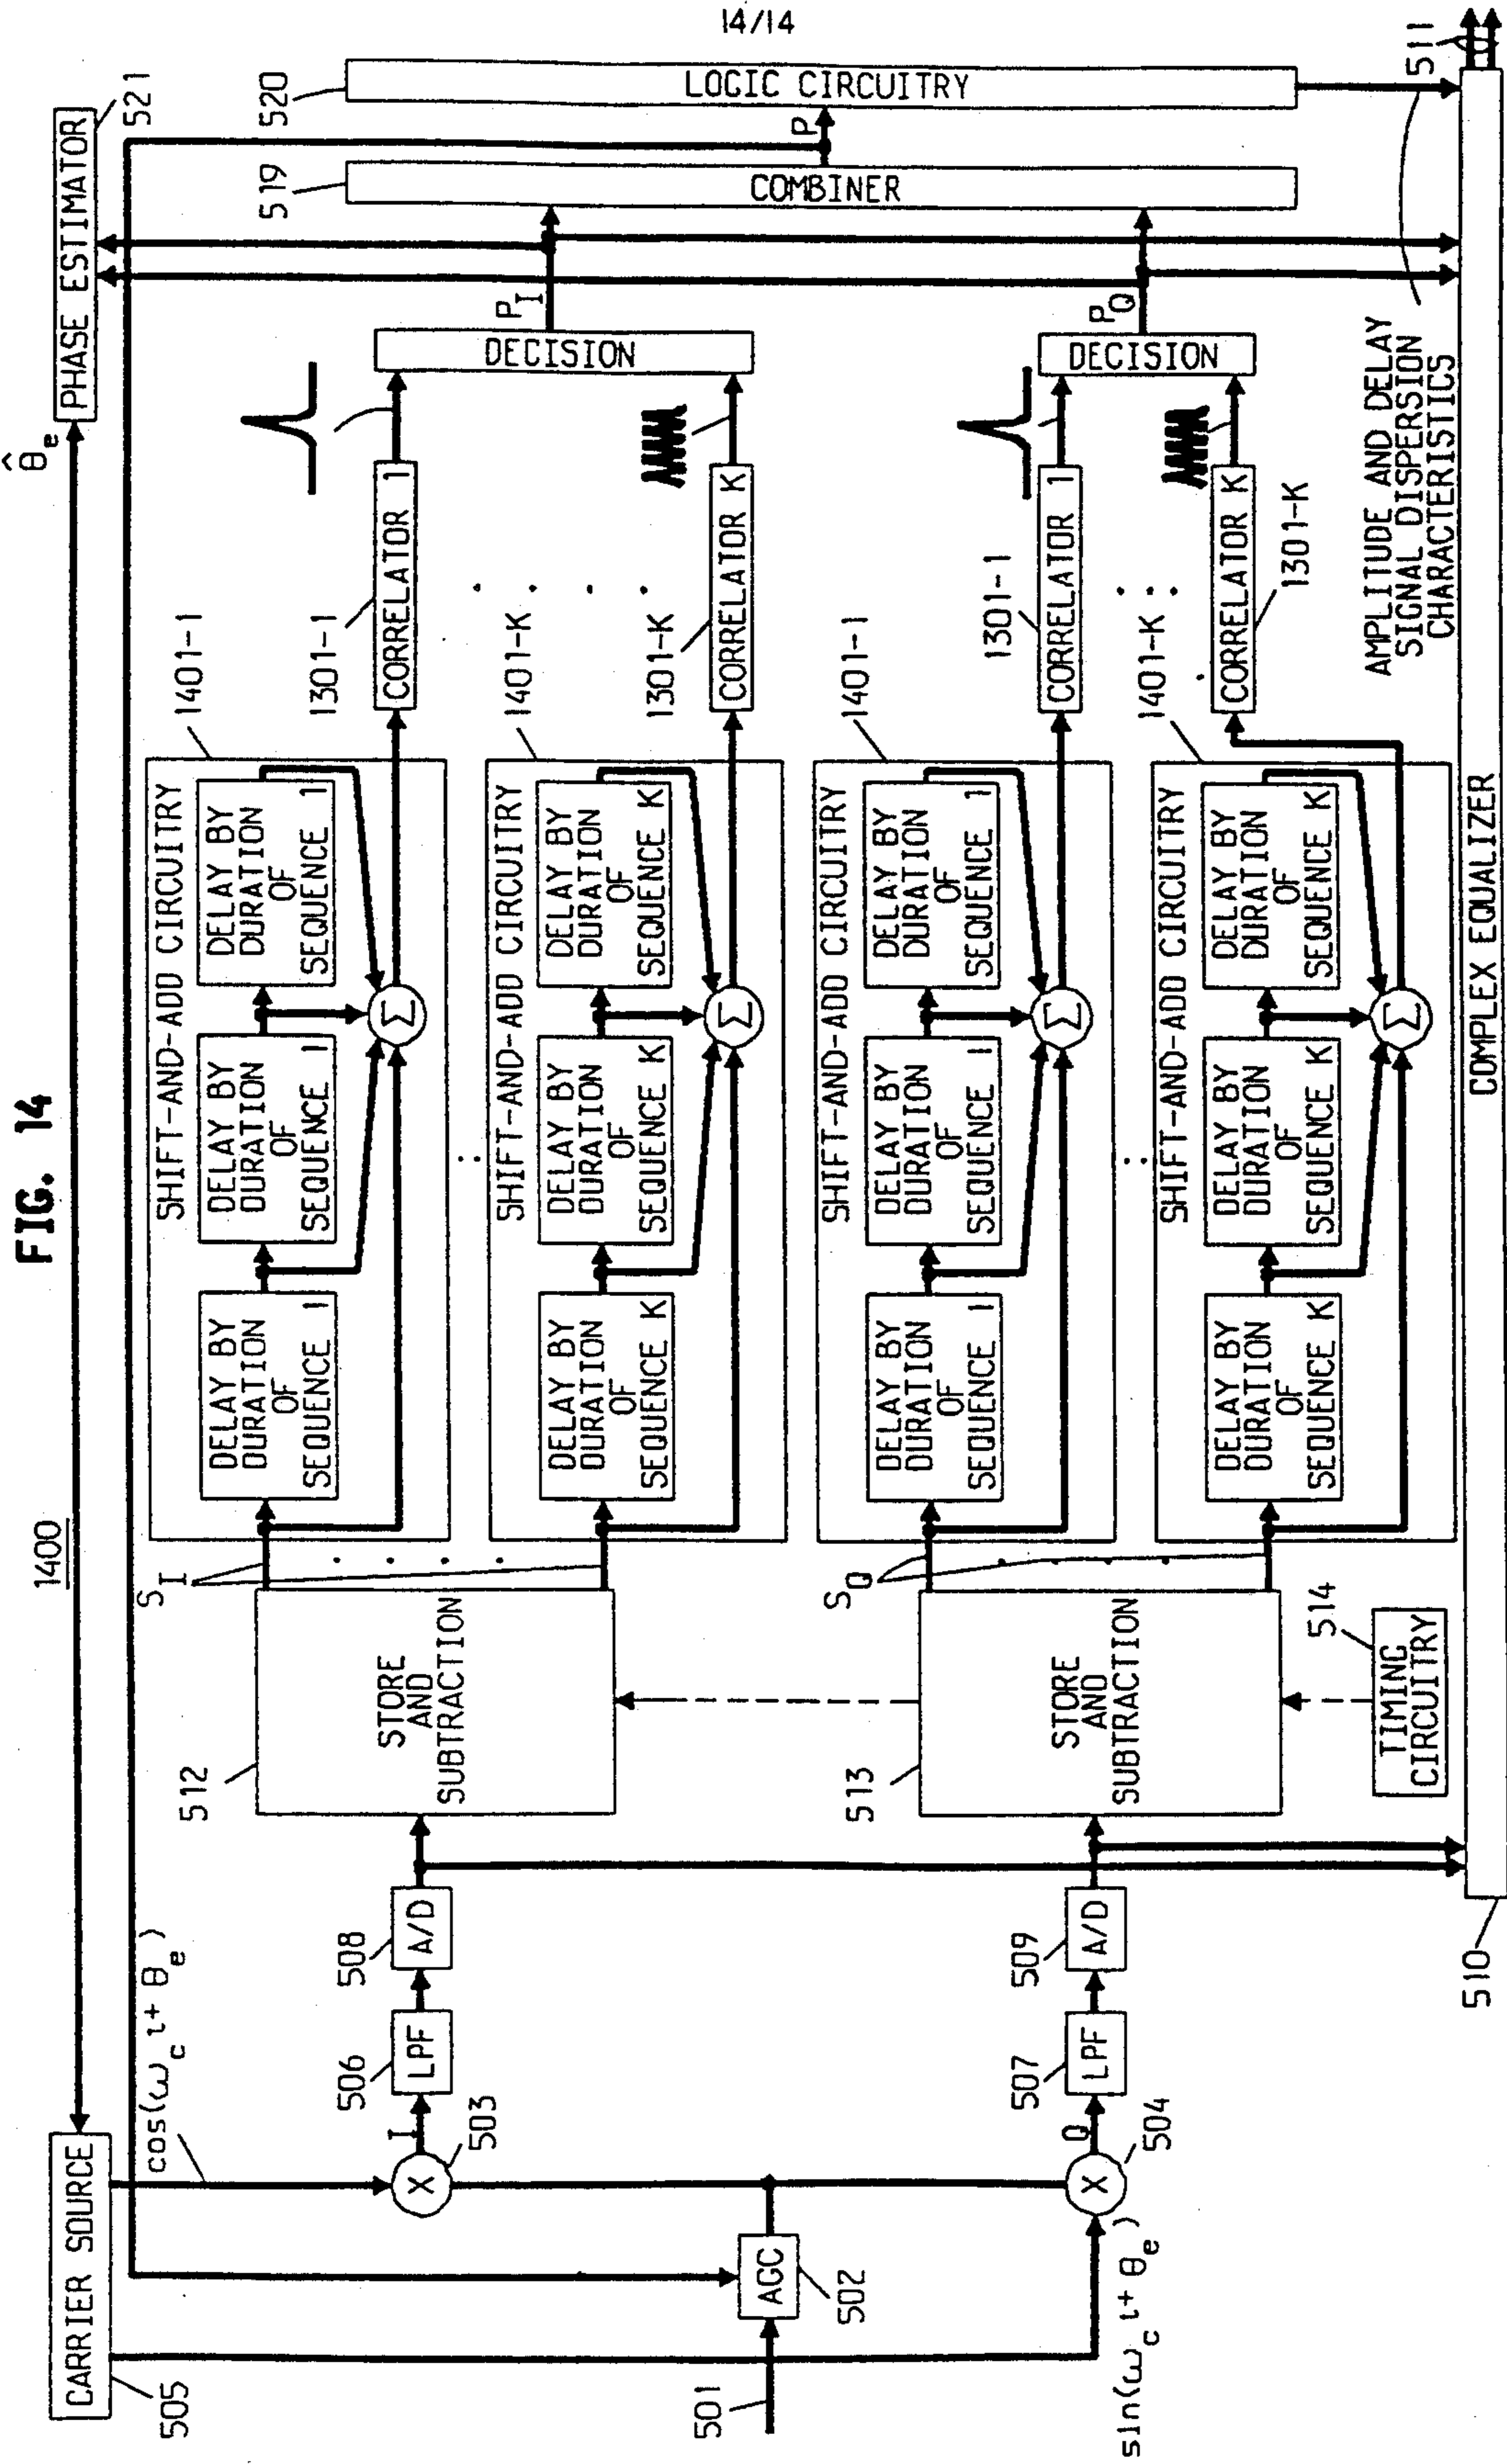 14/14
FIG. 14
1400
CARRIER SOURCE
505
θ̂e
PHASE ESTIMATOR
521
cos(ωc t+ θe)
sin(ωc t+ θe)
501
AGC
502
X
503
I
506
LPF
508
A/D
X
504
Q
507
LPF
509
A/D
512
STORE
AND
SUBTRACTION
513
STORE
AND
SUBTRACTION
514
TIMING
CIRCUITRY
SI
SQ
SHIFT-AND-ADD CIRCUITRY
1401-1
DELAY BY
DURATION
OF
SEQUENCE 1
DELAY BY
DURATION
OF
SEQUENCE 1
DELAY BY
DURATION
OF
SEQUENCE 1
Σ
1301-1
CORRELATOR 1
SHIFT-AND-ADD CIRCUITRY
1401-K
DELAY BY
DURATION
OF
SEQUENCE K
DELAY BY
DURATION
OF
SEQUENCE K
DELAY BY
DURATION
OF
SEQUENCE K
Σ
1301-K
CORRELATOR K
DECISION
PI
SHIFT-AND-ADD CIRCUITRY
1401-1
DELAY BY
DURATION
OF
SEQUENCE 1
DELAY BY
DURATION
OF
SEQUENCE 1
DELAY BY
DURATION
OF
SEQUENCE 1
Σ
1301-1
CORRELATOR 1
SHIFT-AND-ADD CIRCUITRY
1401-K
DELAY BY
DURATION
OF
SEQUENCE K
DELAY BY
DURATION
OF
SEQUENCE K
DELAY BY
DURATION
OF
SEQUENCE K
Σ
CORRELATOR K
1301-K
DECISION
PQ
519
COMBINER
P
520
LOGIC CIRCUITRY
AMPLITUDE AND DELAY
SIGNAL DISPERSION
CHARACTERISTICS
510
COMPLEX EQUALIZER
511